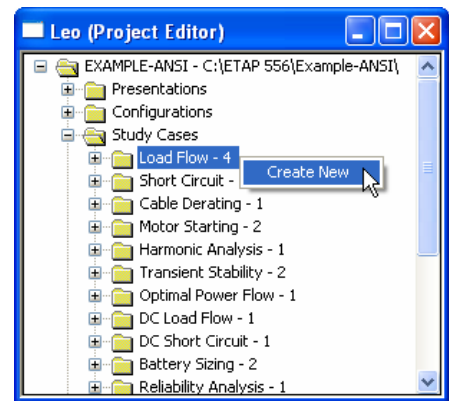 Leo (Project Editor)
EXAMPLE-ANSI - C:\ETAP 556\Example-ANSI\
Presentations
Configurations
Study Cases
Load Flow - 4
Create New
Short Circuit -
Cable Derating - 1
Motor Starting - 2
Harmonic Analysis - 1
Transient Stability - 2
Optimal Power Flow - 1
DC Load Flow - 1
DC Short Circuit - 1
Battery Sizing - 2
Reliability Analysis - 1